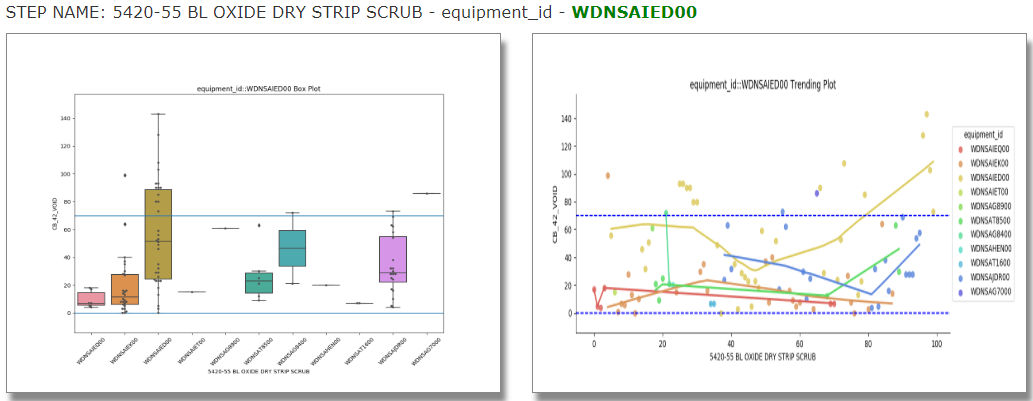 STEP NAME: 5420-55 BL OXIDE DRY STRIP SCRUB - equipment_id - WDNSAIED00
equipment_id::WDNSAIED00 Box Plot
140
120
100
80
60
40
20
0
CB_42_VOID
WDNSAIEQ00
WDNSAIEK00
WDNSAIED00
WDNSAIET00
WDNSAGB900
WDNSAT8500
WDNSAG8400
WDNSAHEN00
WDNSAT1600
WDNSAJDR00
WDNSAG7000
5420-55 BL OXIDE DRY STRIP SCRUB
equipment_id::WDNSAIED00 Trending Plot
140
120
100
80
60
40
20
0
CB_42_VOID
0 20 40 60 80 100
5420-55 BL OXIDE DRY STRIP SCRUB
equipment_id
WDNSAIEQ00
WDNSAIEK00
WDNSAIED00
WDNSAIET00
WDNSAGB900
WDNSAT8500
WDNSAG8400
WDNSAHEN00
WDNSAT1600
WDNSAJDR00
WDNSAG7000